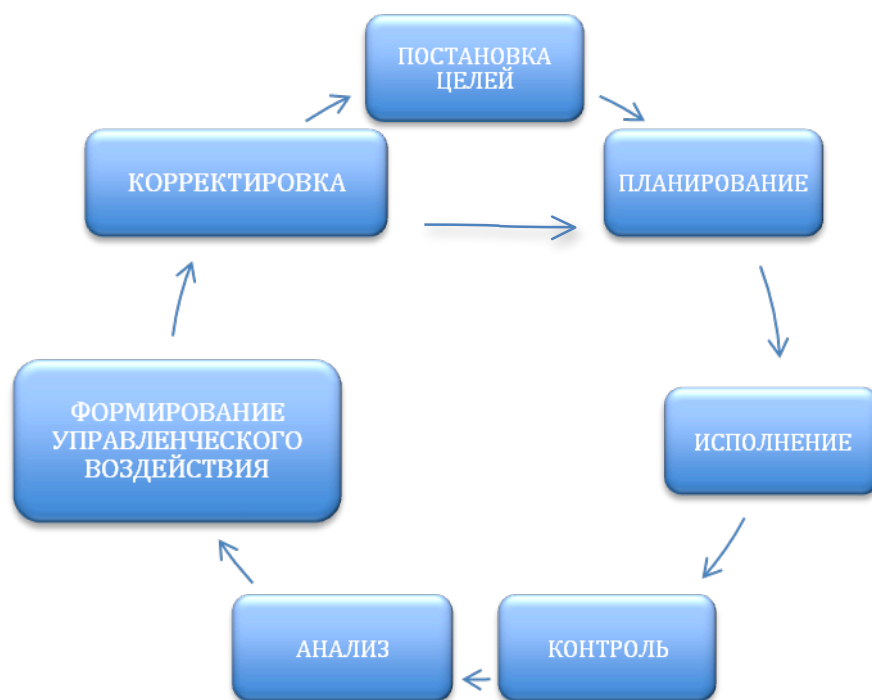 ПОСТАНОВКА
ЦЕЛЕЙ
КОРРЕКТИРОВКА
ПЛАНИРОВАНИЕ
ФОРМИРОВАНИЕ
УПРАВЛЕНЧЕСКОГО
ВОЗДЕЙСТВИЯ
ИСПОЛНЕНИЕ
АНАЛИЗ
КОНТРОЛЬ